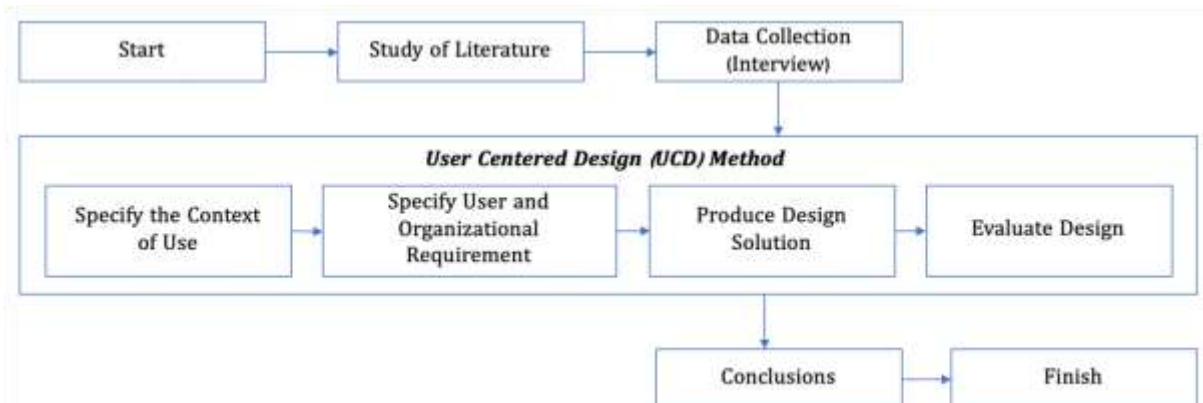 Start
Study of Literature
Data Collection
(Interview)
User Centered Design (UCD) Method
Specify the Context
of Use
Specify User and
Organizational
Requirement
Produce Design
Solution
Evaluate Design
Conclusions
Finish